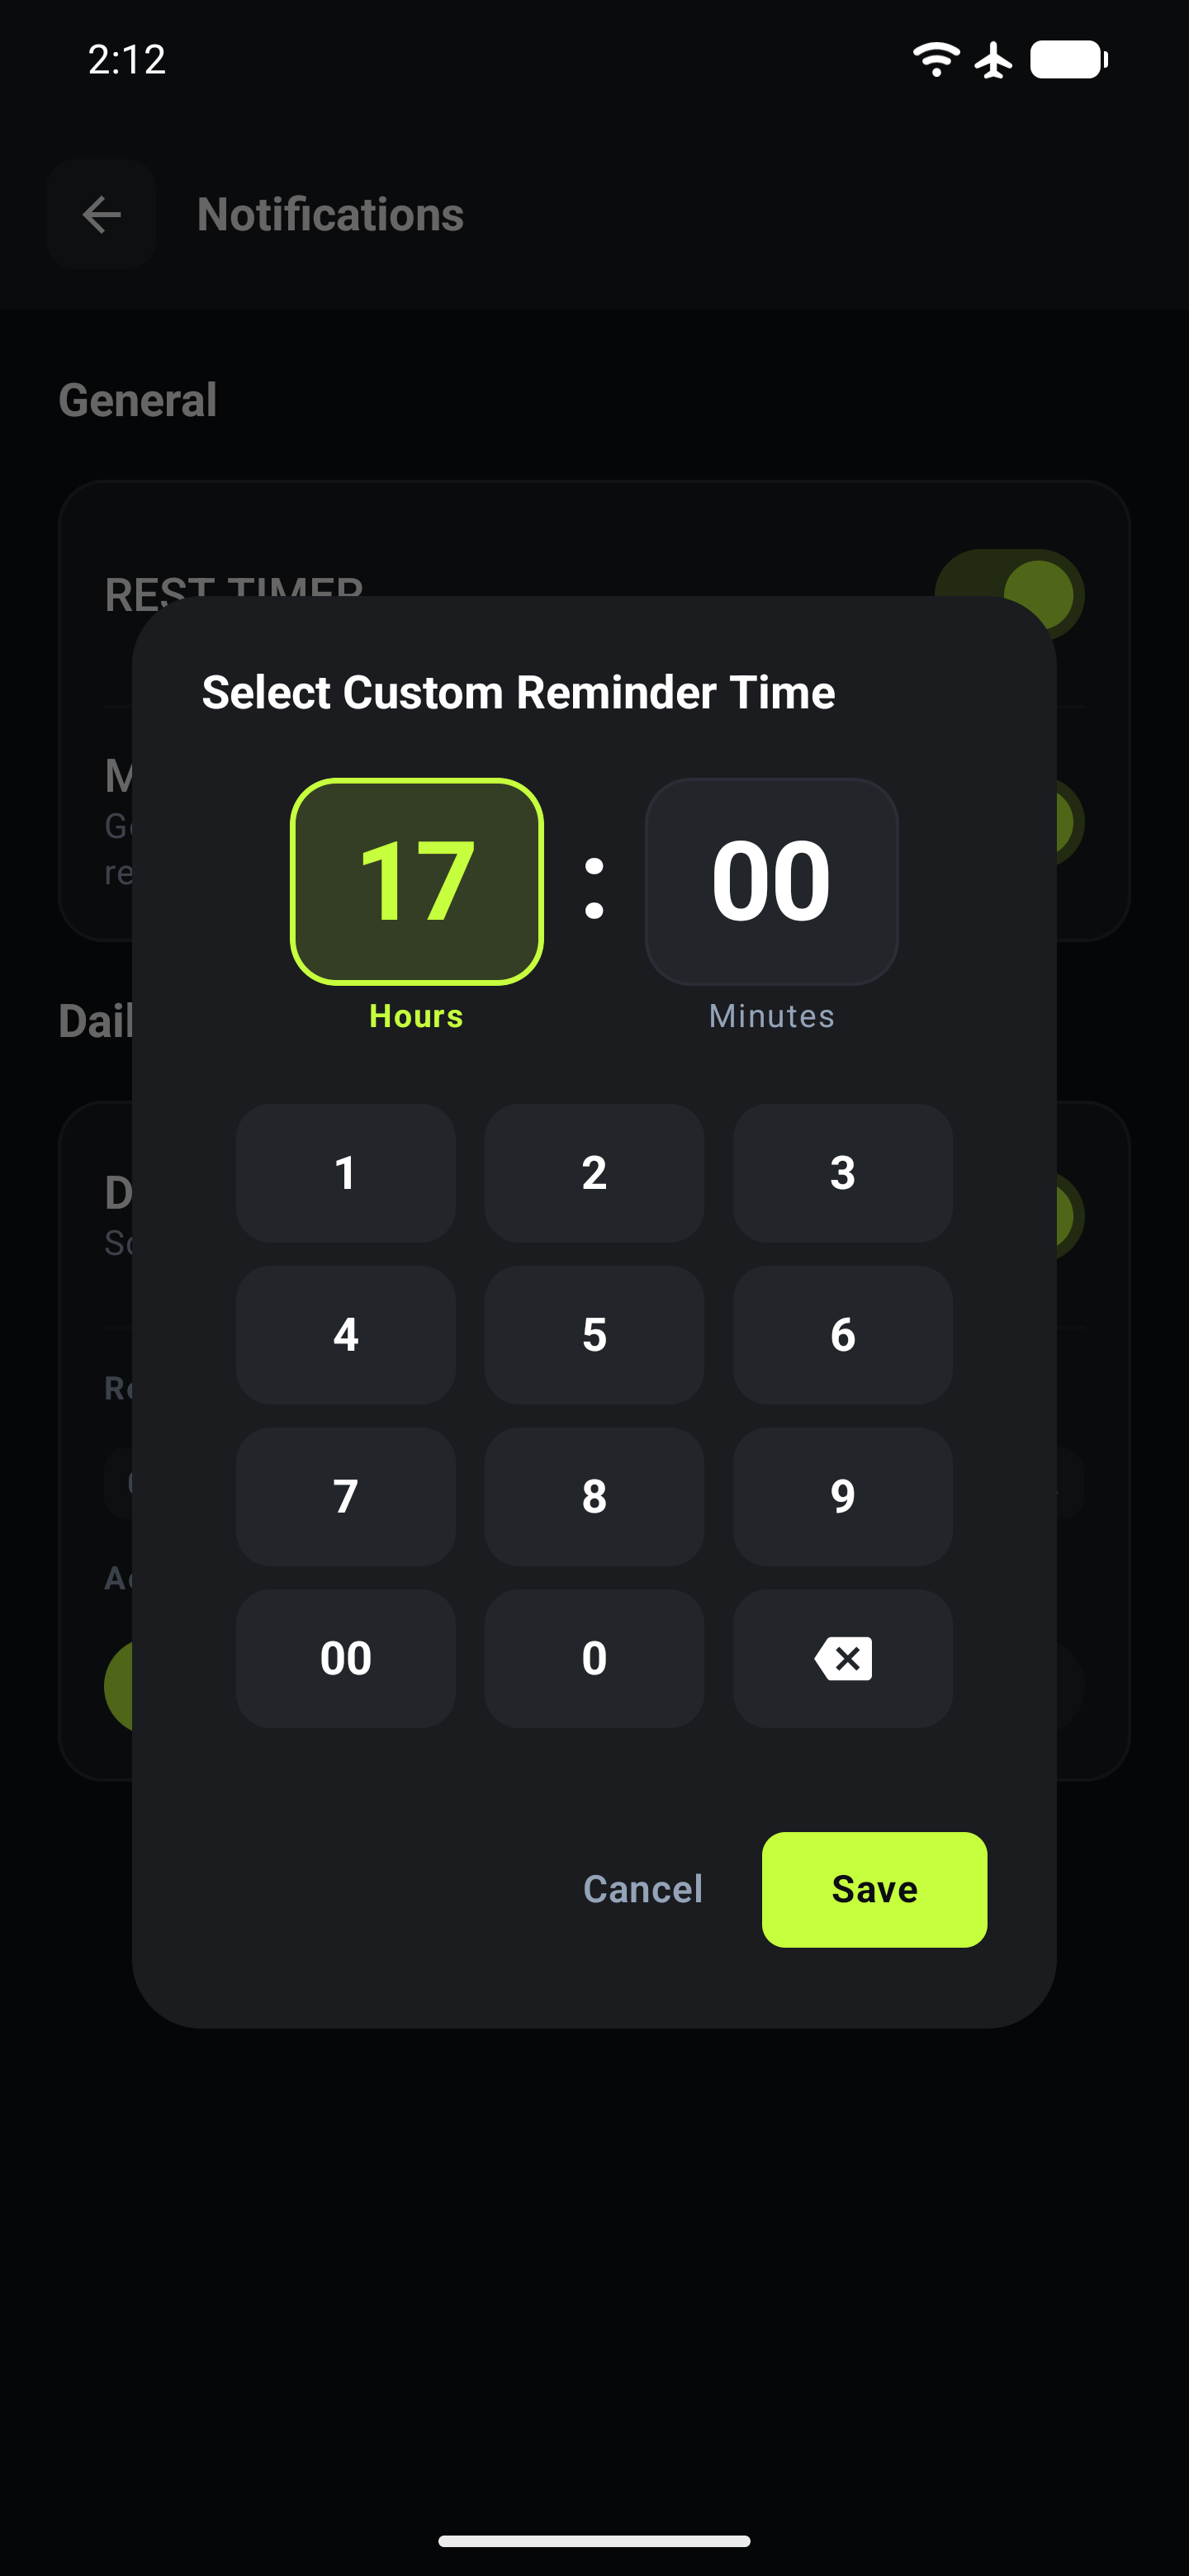 2:12
Notifications
General
REST TIMER
Select Custom Reminder Time
17 : 00
Hours Minutes
1 2 3
4 5 6
7 8 9
00 0
Cancel Save